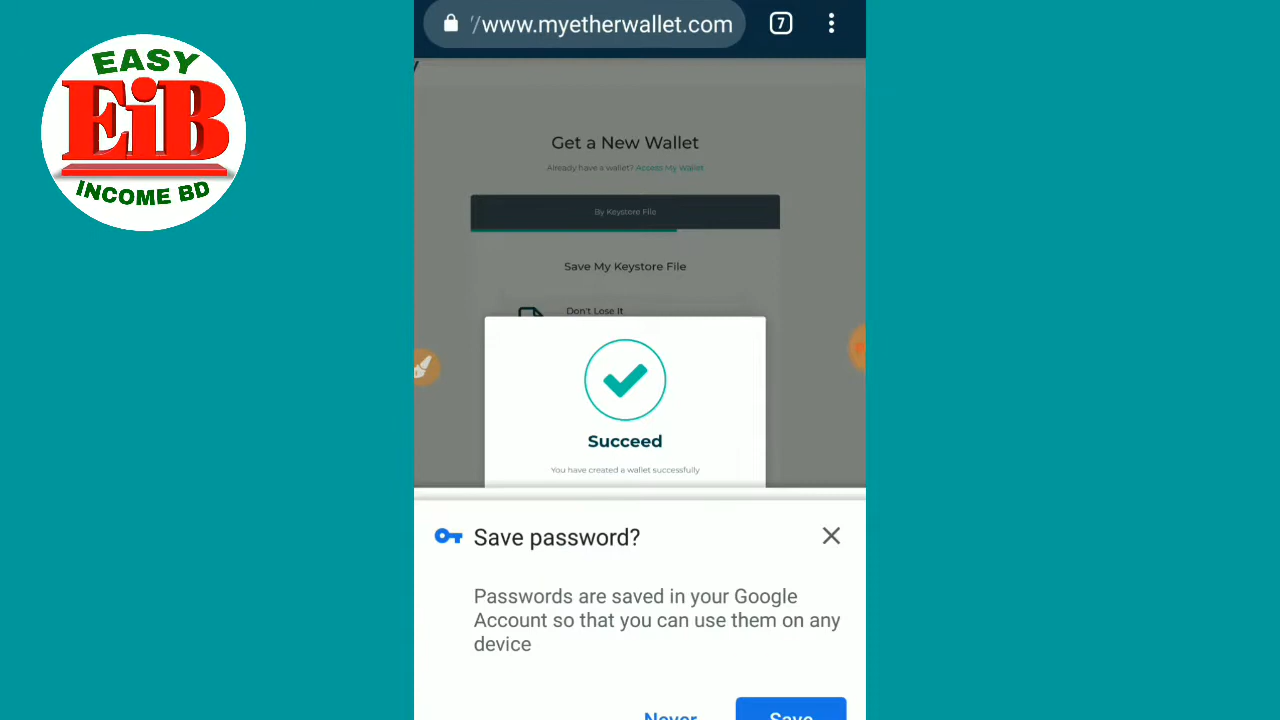 EASY
EiB
INCOME BD
//www.myetherwallet.com
7
Get a New Wallet
Already have a wallet? Access My Wallet
By Keystore File
Save My Keystore File
Don't Lose It
Succeed
You have created a wallet successfully
Save password?
Passwords are saved in your Google
Account so that you can use them on any
device
Never
Save